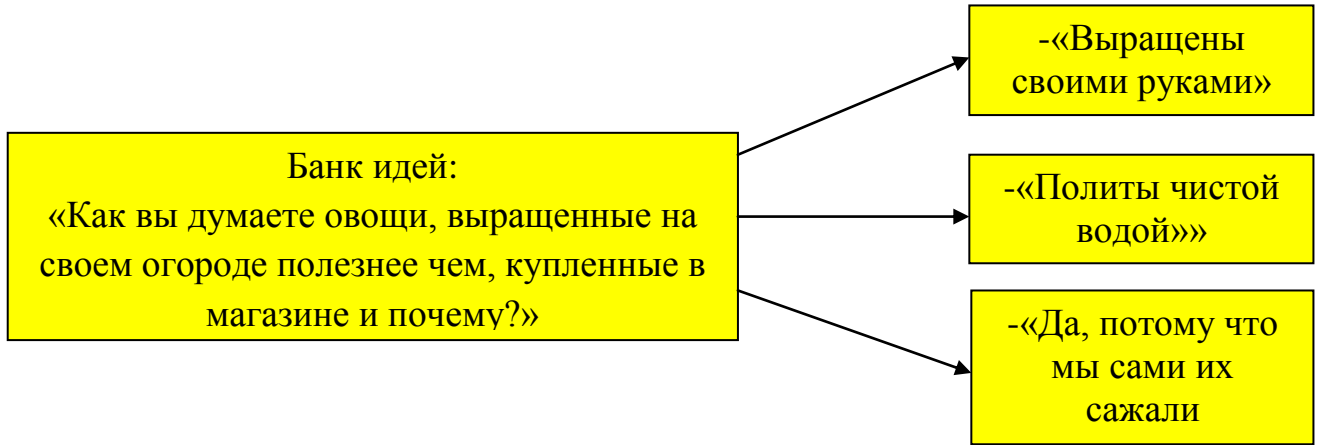 Банк идей:
«Как вы думаете овощи, выращенные на
своем огороде полезнее чем, купленные в
магазине и почему?»
-«Выращены
своими руками»
-«Политы чистой
водой»»
-«Да, потому что
мы сами их
сажали